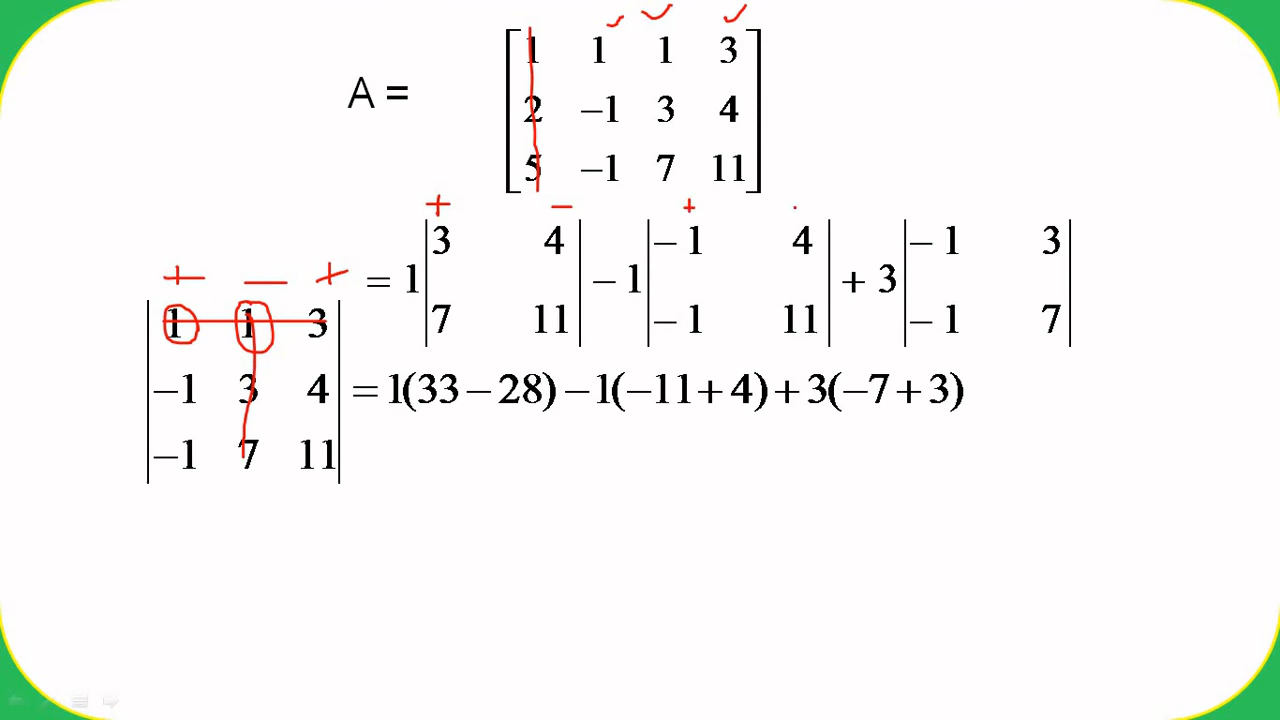 A = [ 1 1 1 3
2 −1 3 4
5 −1 7 11 ]
+ − +
+ − +
| 1 1 3 |
| −1 3 4 |
| −1 7 11 |
= 1 | 3 4 | − 1 | −1 4 | + 3 | −1 3 |
| 7 11 | | −1 11 | | −1 7 |
= 1(33 − 28) − 1(−11 + 4) + 3(−7 + 3)